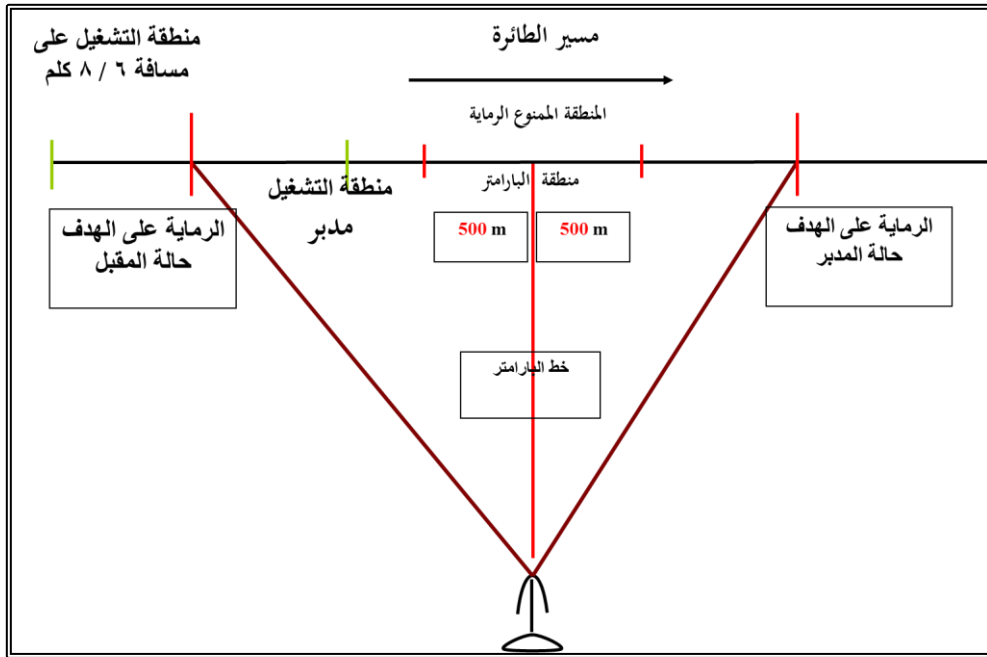 منطقة التشغيل على
مسافة ٦ / ٨ كلم
مسير الطائرة
المنطقة الممنوع الرماية
منطقة التشغيل
مدبر
منطقة البارامتر
500 m
500 m
الرماية على الهدف
حالة المقبل
الرماية على الهدف
حالة المدبر
خط البارامتر